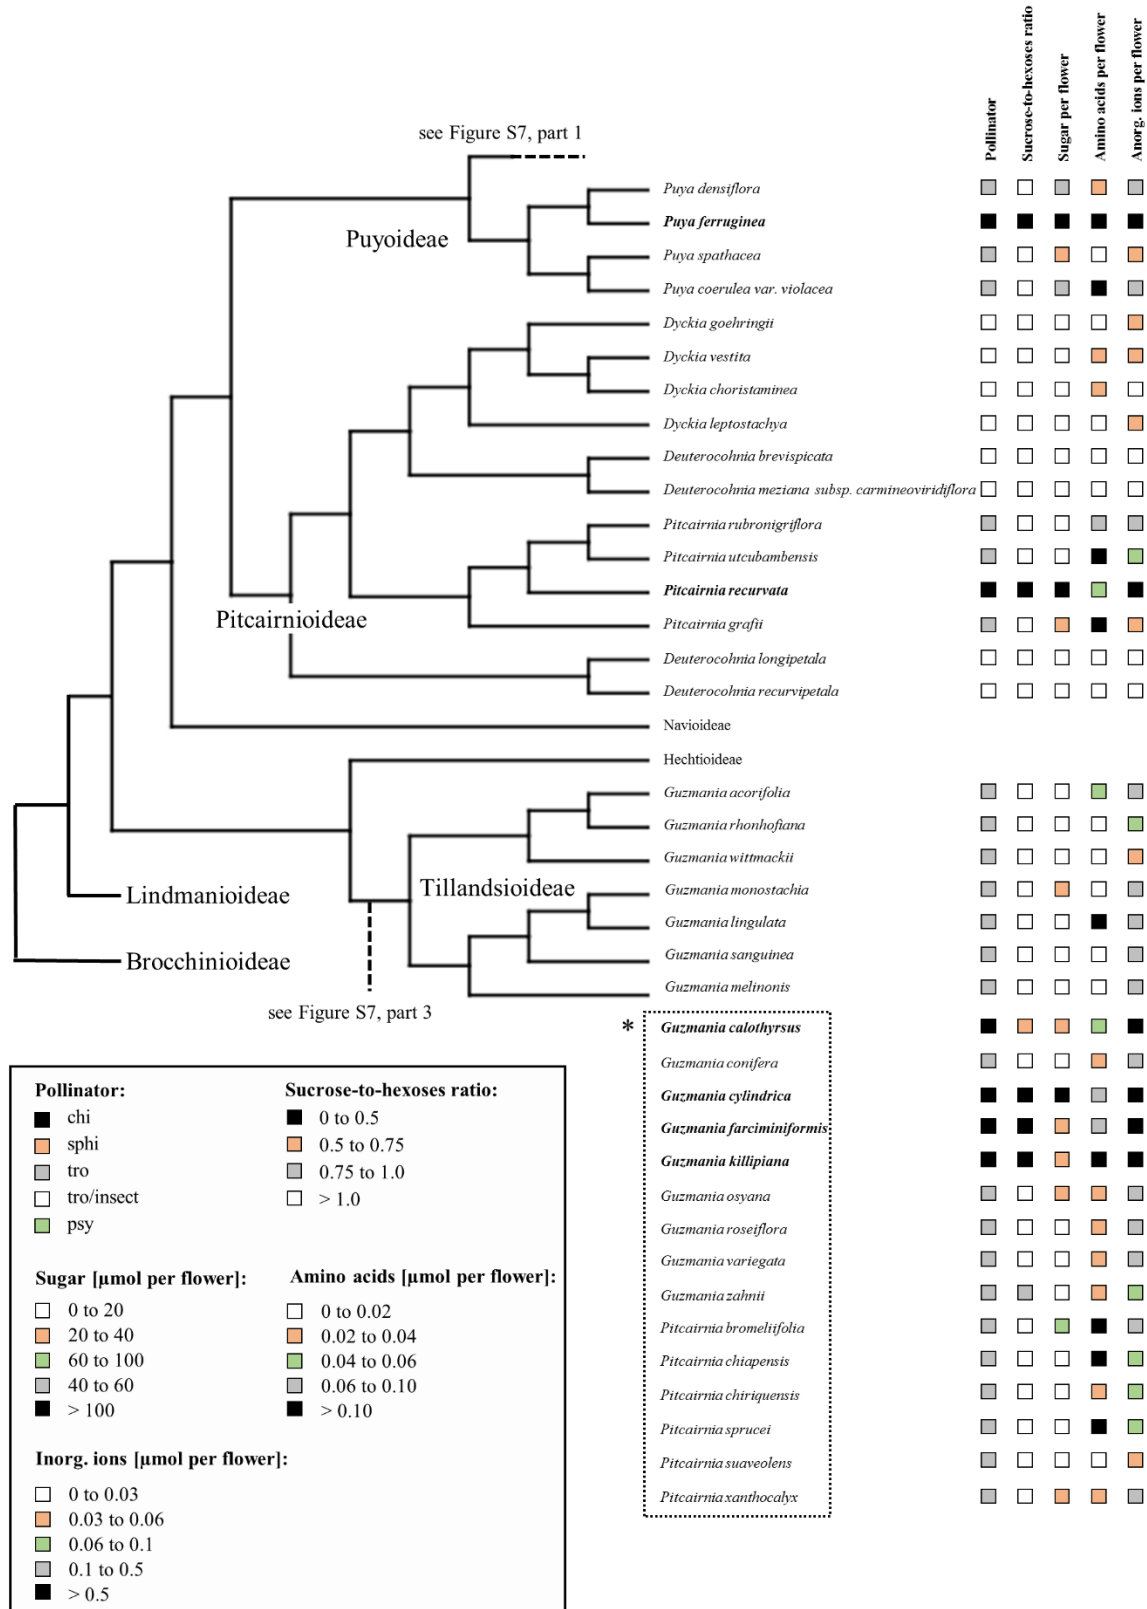 Pollinator
Sucrose-to-hexoses ratio
Sugar per flower
Amino acids per flower
Anorg. ions per flower
see Figure S7, part 1
Puya densiflora
Puya ferruginea
Puyoideae
Puya spathacea
Puya coerulea var. violacea
Dyckia goehringii
Dyckia vestita
Dyckia choristaminea
Dyckia leptostachya
Deuterocohnia brevispicata
Deuterocohnia meziana subsp. carmineoviridiflora
Pitcairnia rubronigriflora
Pitcairnia utcubambensis
Pitcairnia recurvata
Pitcairnioideae
Pitcairnia grafii
Deuterocohnia longipetala
Deuterocohnia recurvipetala
Navioideae
Hechtioideae
Guzmania acorifolia
Guzmania rhonhofiana
Guzmania wittmackii
Tillandsioideae
Guzmania monostachia
Lindmanioideae
Guzmania lingulata
Guzmania sanguinea
Brocchinioideae
Guzmania melinonis
see Figure S7, part 3
*
Guzmania calothyrsus
Guzmania conifera
Guzmania cylindrica
Guzmania farciminiformis
Guzmania killipiana
Guzmania osyana
Guzmania roseiflora
Guzmania variegata
Guzmania zahnii
Pitcairnia bromeliifolia
Pitcairnia chiapensis
Pitcairnia chiriquensis
Pitcairnia sprucei
Pitcairnia suaveolens
Pitcairnia xanthocalyx
Pollinator:
chi
sphi
tro
tro/insect
psy
Sucrose-to-hexoses ratio:
0 to 0.5
0.5 to 0.75
0.75 to 1.0
> 1.0
Sugar [µmol per flower]:
0 to 20
20 to 40
60 to 100
40 to 60
> 100
Amino acids [µmol per flower]:
0 to 0.02
0.02 to 0.04
0.04 to 0.06
0.06 to 0.10
> 0.10
Inorg. ions [µmol per flower]:
0 to 0.03
0.03 to 0.06
0.06 to 0.1
0.1 to 0.5
> 0.5